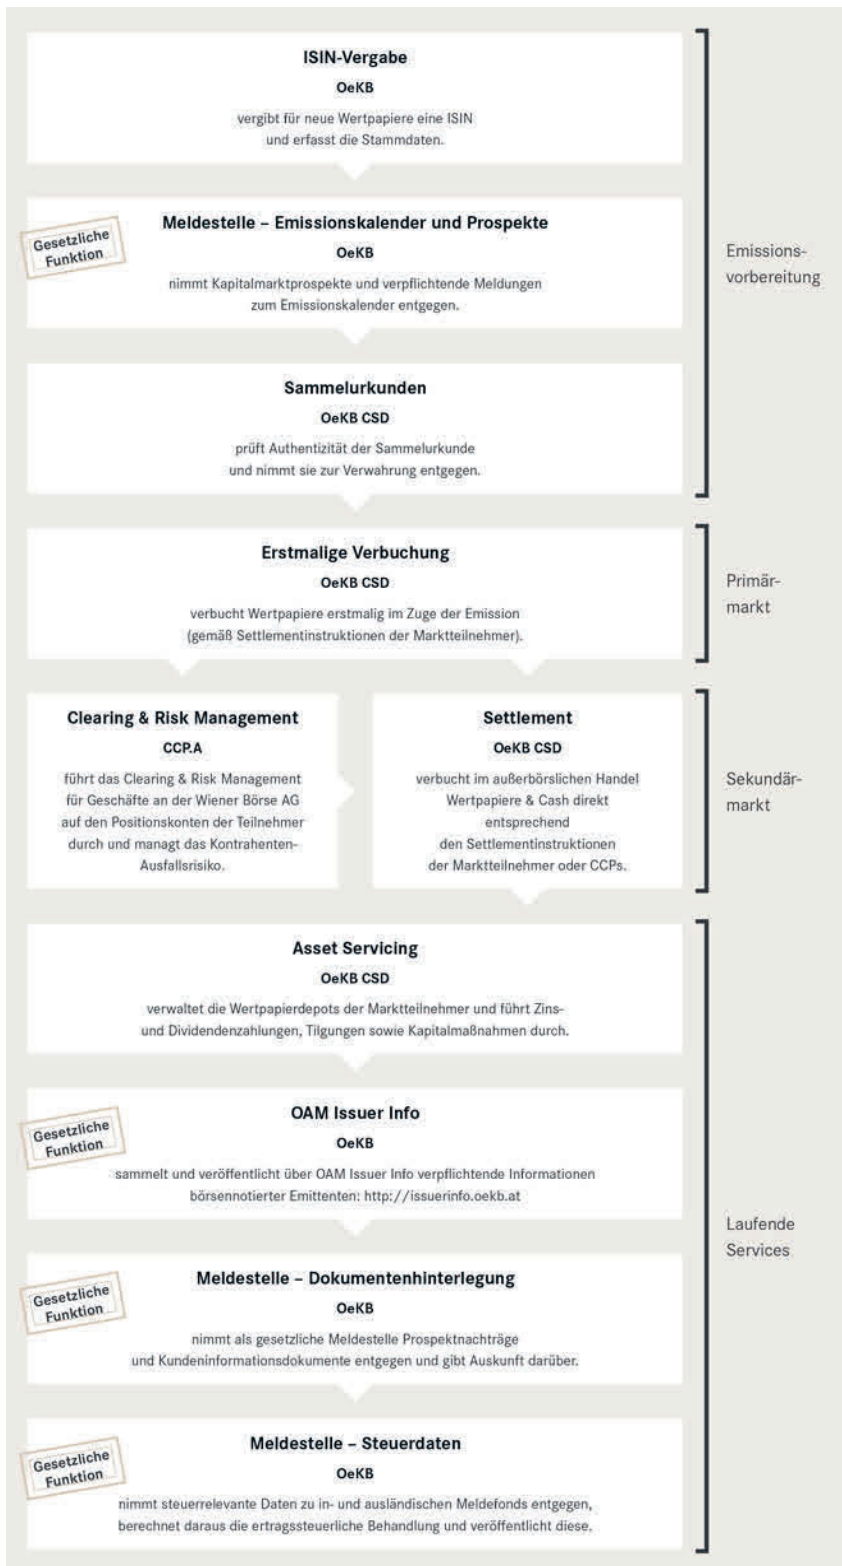 ISIN-Vergabe
OeKB
vergibt für neue Wertpapiere eine ISIN
und erfasst die Stammdaten.
Gesetzliche
Funktion
Meldestelle – Emissionskalender und Prospekte
OeKB
nimmt Kapitalmarktprospekte und verpflichtende Meldungen
zum Emissionskalender entgegen.
Sammelurkunden
OeKB CSD
prüft Authentizität der Sammelurkunde
und nimmt sie zur Verwahrung entgegen.
Emissions-
vorbereitung
Erstmalige Verbuchung
OeKB CSD
verbucht Wertpapiere erstmalig im Zuge der Emission
(gemäß Settlementinstruktionen der Marktteilnehmer).
Primär-
markt
Clearing & Risk Management
CCP.A
führt das Clearing & Risk Management
für Geschäfte an der Wiener Börse AG
auf den Positionskonten der Teilnehmer
durch und managt das Kontrahenten-
Ausfallsrisiko.
Settlement
OeKB CSD
verbucht im außerbörslichen Handel
Wertpapiere & Cash direkt
entsprechend
den Settlementinstruktionen
der Marktteilnehmer oder CCPs.
Sekundär-
markt
Asset Servicing
OeKB CSD
verwaltet die Wertpapierdepots der Marktteilnehmer und führt Zins-
und Dividendenzahlungen, Tilgungen sowie Kapitalmaßnahmen durch.
Gesetzliche
Funktion
OAM Issuer Info
OeKB
sammelt und veröffentlicht über OAM Issuer Info verpflichtende Informationen
börsennotierter Emittenten: http://issuerinfo.oekb.at
Gesetzliche
Funktion
Meldestelle – Dokumentenhinterlegung
OeKB
nimmt als gesetzliche Meldestelle Prospektnachträge
und Kundeninformationsdokumente entgegen und gibt Auskunft darüber.
Gesetzliche
Funktion
Meldestelle – Steuerdaten
OeKB
nimmt steuerrelevante Daten zu in- und ausländischen Meldefonds entgegen,
berechnet daraus die ertragssteuerliche Behandlung und veröffentlicht diese.
Laufende
Services